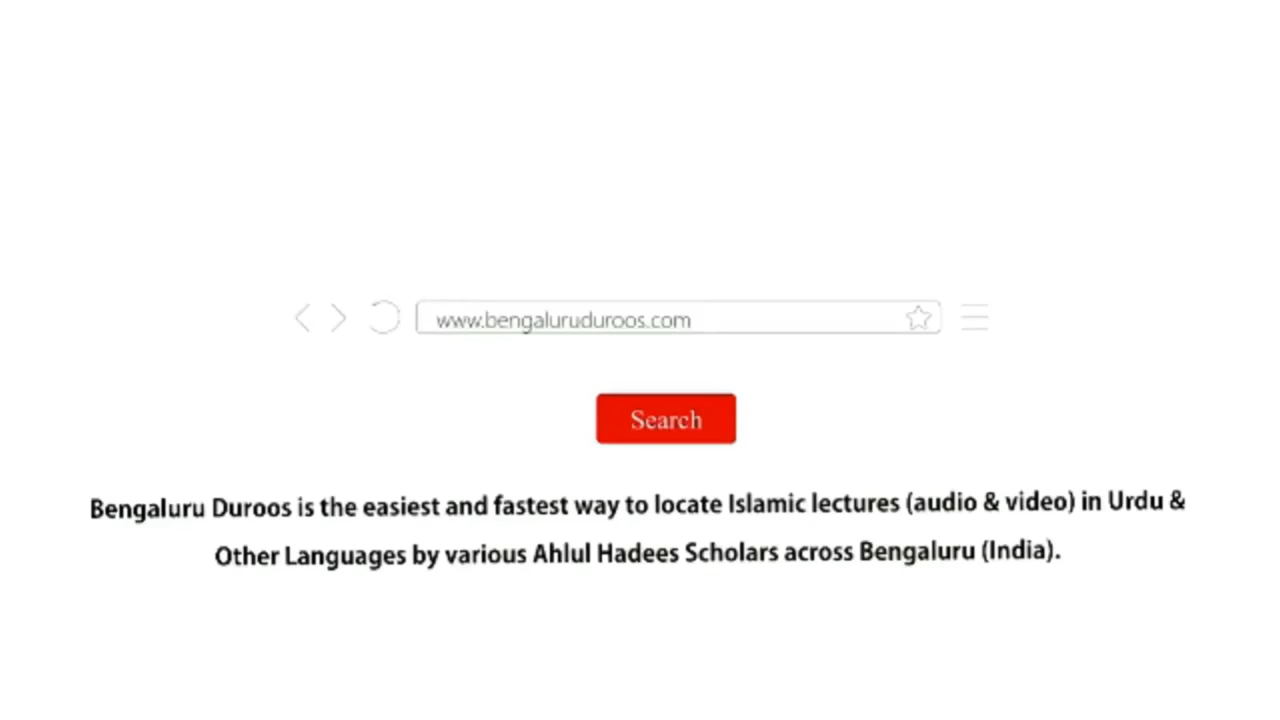 www.bengaluruduroos.com
Search
Bengaluru Duroos is the easiest and fastest way to locate Islamic lectures (audio & video) in Urdu &
Other Languages by various Ahlul Hadees Scholars across Bengaluru (India).